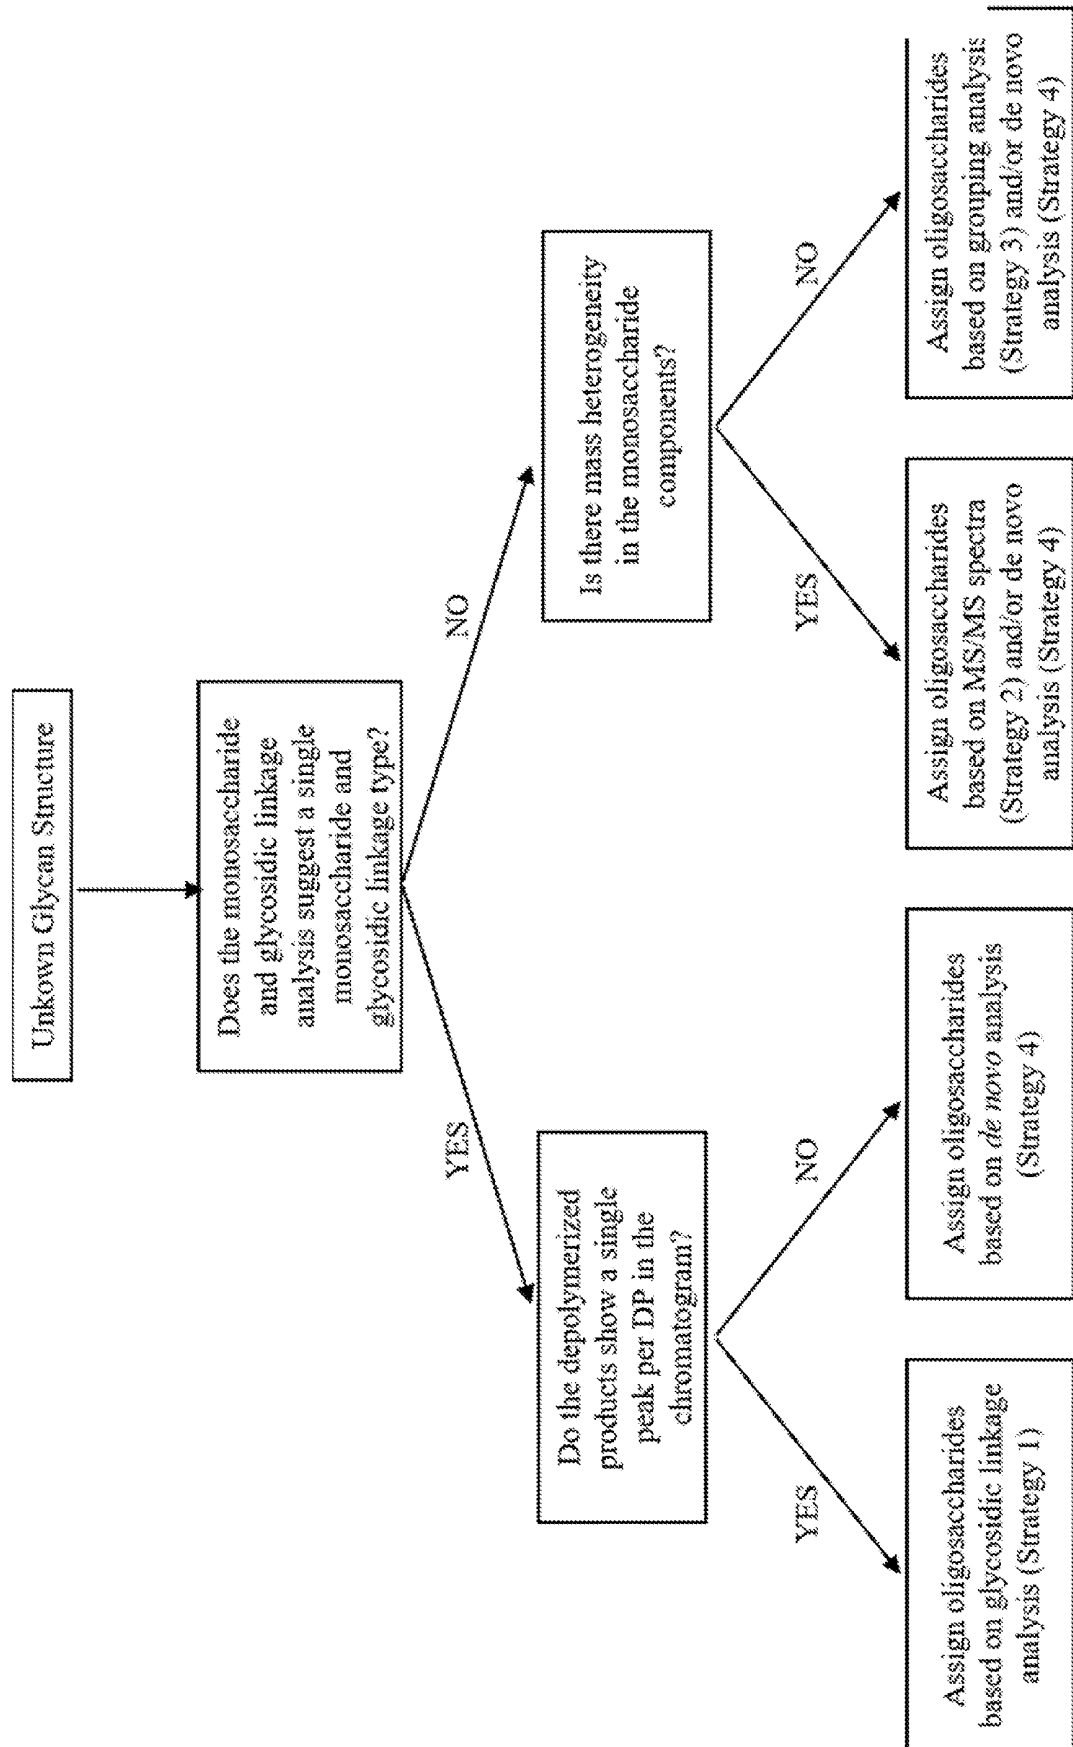 Unkown Glycan Structure
Does the monosaccharide
and glycosidic linkage
analysis suggest a single
monosaccharide and
glycosidic linkage type?
YES
NO
Do the depolymerized
products show a single
peak per DP in the
chromatogram?
Is there mass heterogeneity
in the monosaccharide
components?
YES
NO
YES
NO
Assign oligosaccharides
based on glycosidic linkage
analysis (Strategy 1)
Assign oligosaccharides
based on de novo analysis
(Strategy 4)
Assign oligosaccharides
based on MS/MS spectra
(Strategy 2) and/or de novo
analysis (Strategy 4)
Assign oligosaccharides
based on grouping analysis
(Strategy 3) and/or de novo
analysis (Strategy 4)